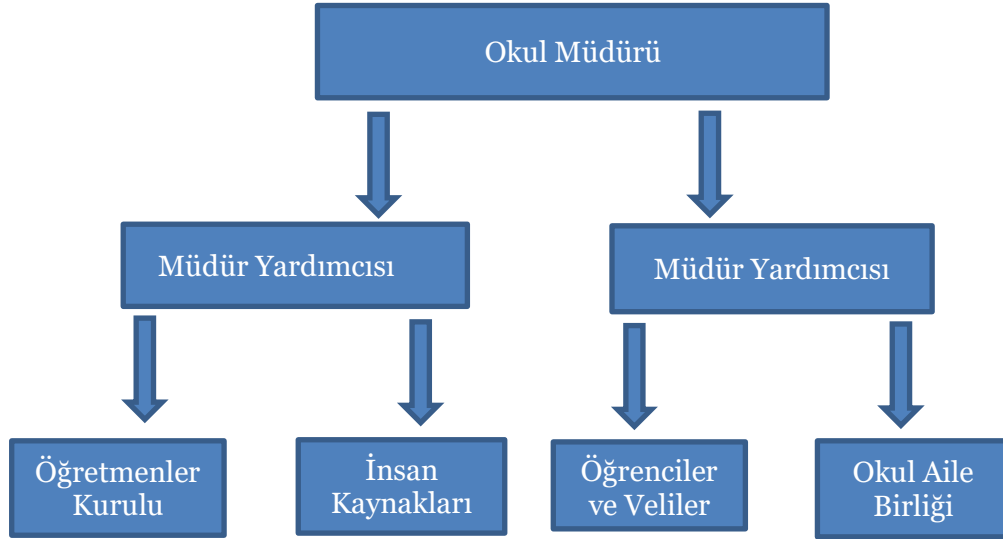 Okul Müdürü
Müdür Yardımcısı
Müdür Yardımcısı
Öğretmenler
Kurulu
İnsan
Kaynakları
Öğrenciler
ve Veliler
Okul Aile
Birliği